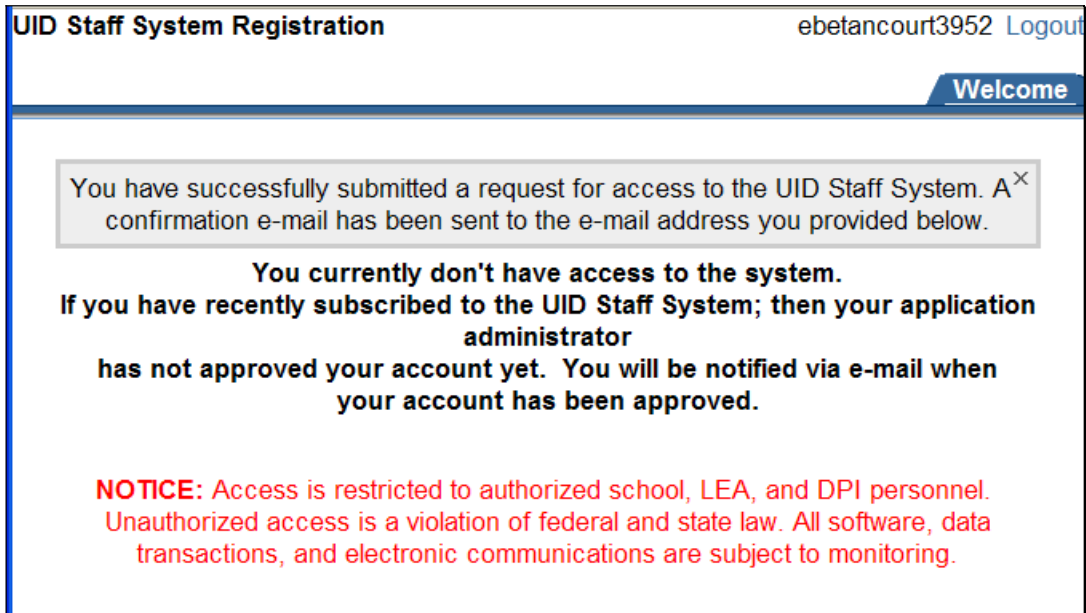 UID Staff System Registration
ebetancourt3952 Logout
Welcome
You have successfully submitted a request for access to the UID Staff System. A
confirmation e-mail has been sent to the e-mail address you provided below.
You currently don't have access to the system.
If you have recently subscribed to the UID Staff System; then your application
administrator
has not approved your account yet. You will be notified via e-mail when
your account has been approved.
NOTICE: Access is restricted to authorized school, LEA, and DPI personnel.
Unauthorized access is a violation of federal and state law. All software, data
transactions, and electronic communications are subject to monitoring.